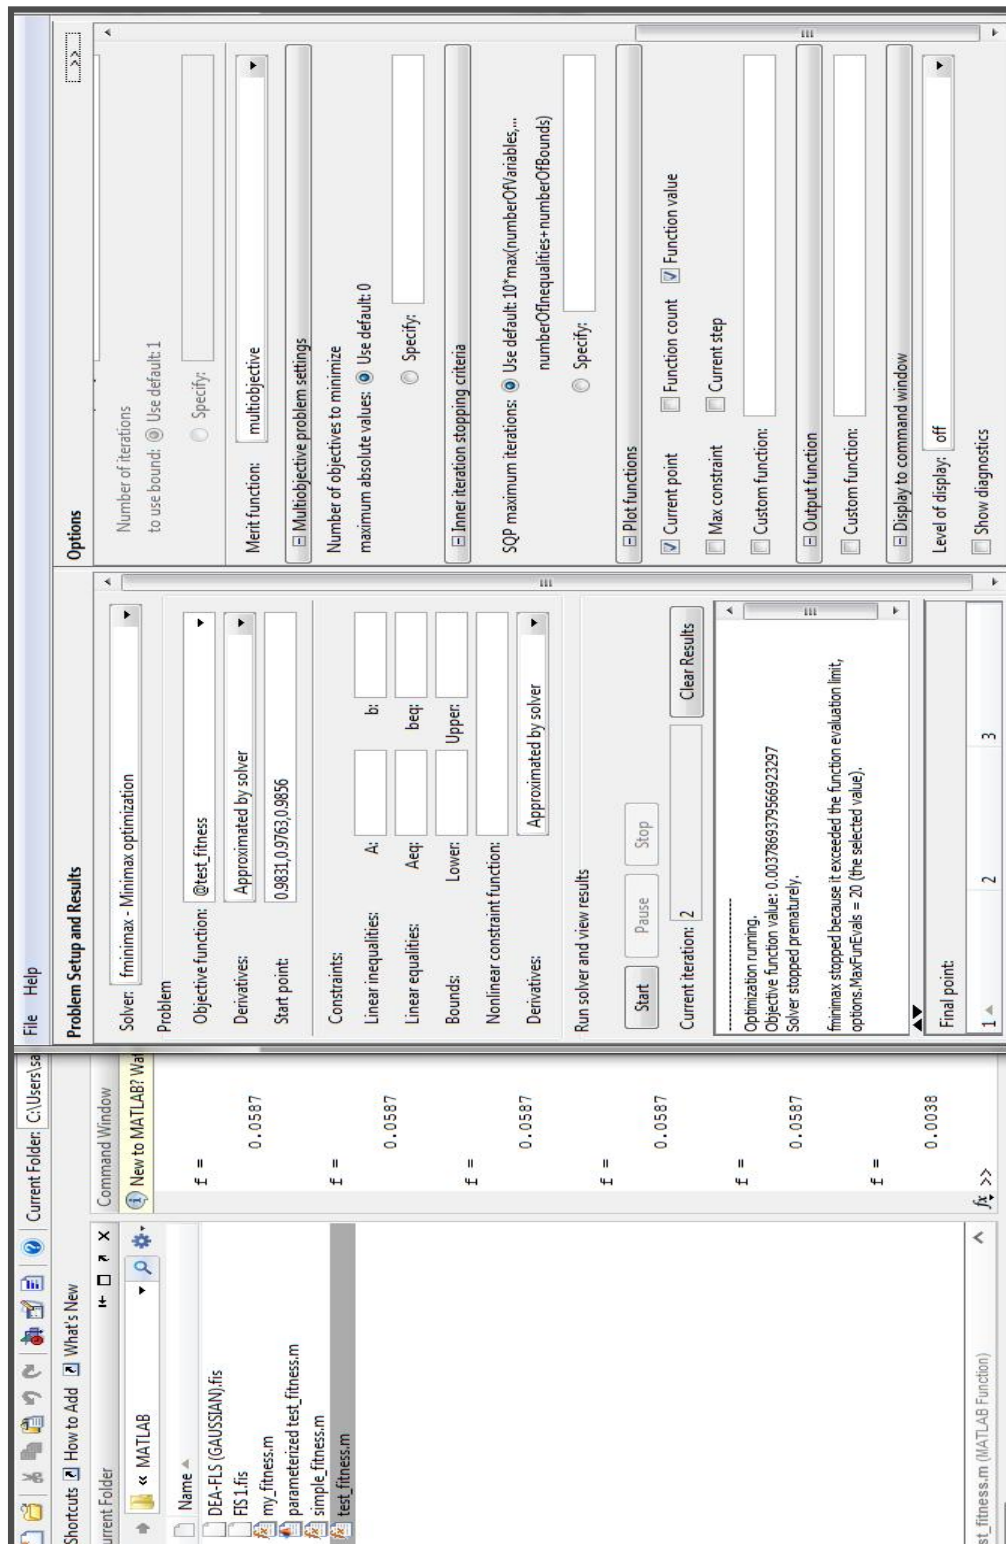 Current Folder: C:\Users\sa
Shortcuts How to Add What's New
urrent Folder
« MATLAB
Name
DEA-FLS (GAUSSIAN).fis
FIS1.fis
my_fitness.m
parameterized test_fitness.m
simple_fitness.m
test_fitness.m
st_fitness.m (MATLAB Function)
Command Window
New to MATLAB? Wat
f =
0.0587
f =
0.0587
f =
0.0587
f =
0.0587
f =
0.0587
f =
0.0038
fx >>
File Help
Problem Setup and Results
Solver: fminimax - Minimax optimization
Problem
Objective function: @test_fitness
Derivatives: Approximated by solver
Start point: 0.9831,0.9763,0.9856
Constraints:
Linear inequalities: A: b:
Linear equalities: Aeq: beq:
Bounds: Lower: Upper:
Nonlinear constraint function:
Derivatives: Approximated by solver
Run solver and view results
Start Pause Stop
Current iteration: 2 Clear Results
Optimization running.
Objective function value: 0.0037869379566923297
Solver stopped prematurely.
fminimax stopped because it exceeded the function evaluation limit,
options.MaxFunEvals = 20 (the selected value).
Final point:
1 2 3
Options >>
Number of iterations
to use bound: Use default: 1
Specify:
Merit function: multiobjective
Multiobjective problem settings
Number of objectives to minimize
maximum absolute values: Use default: 0
Specify:
Inner iteration stopping criteria
SQP maximum iterations: Use default: 10*max(numberOfVariables,...
numberOfInequalities+numberOfBounds)
Specify:
Plot functions
Current point Function count Function value
Max constraint Current step
Custom function:
Output function
Custom function:
Display to command window
Level of display: off
Show diagnostics